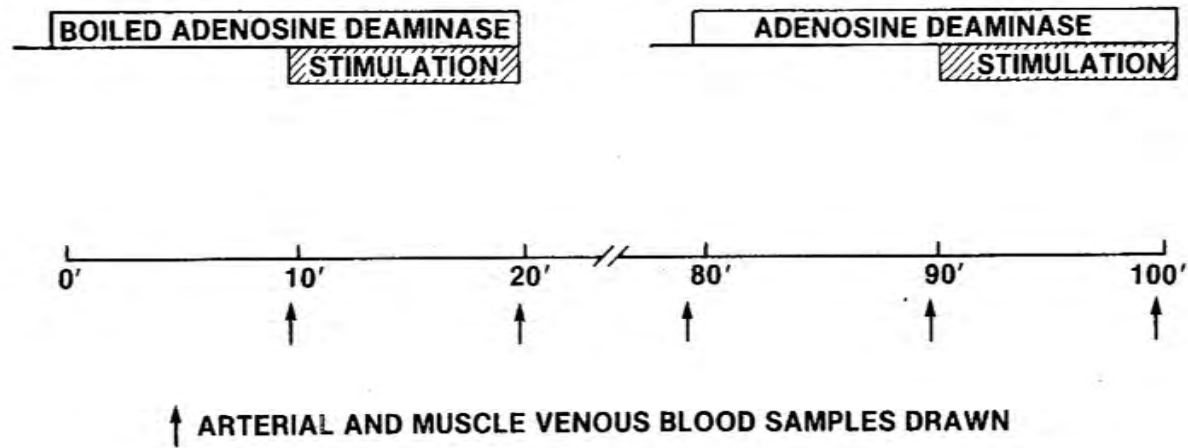 BOILED ADENOSINE DEAMINASE ADENOSINE DEAMINASE
STIMULATION STIMULATION
0' 10' 20' 80' 90' 100'
ARTERIAL AND MUSCLE VENOUS BLOOD SAMPLES DRAWN